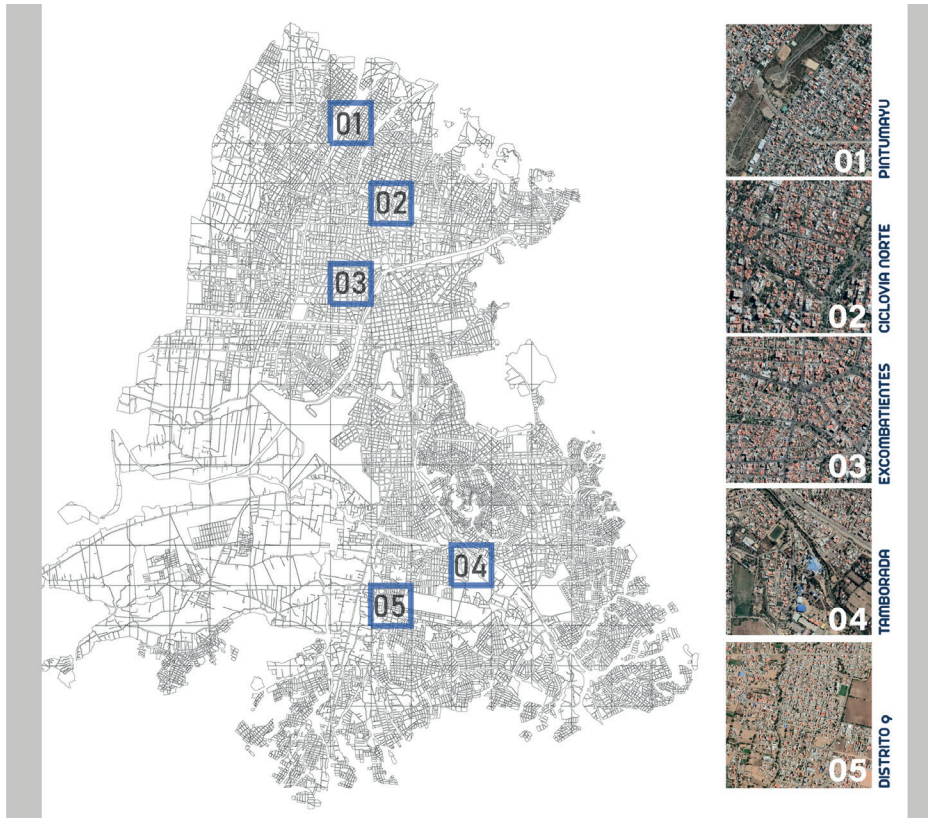 01
02
03
04
05
01
PINTUMAYU
02
CICLOVIA NORTE
03
EXCOMBATIENTES
04
TAMBORADA
05
DISTRITO 9